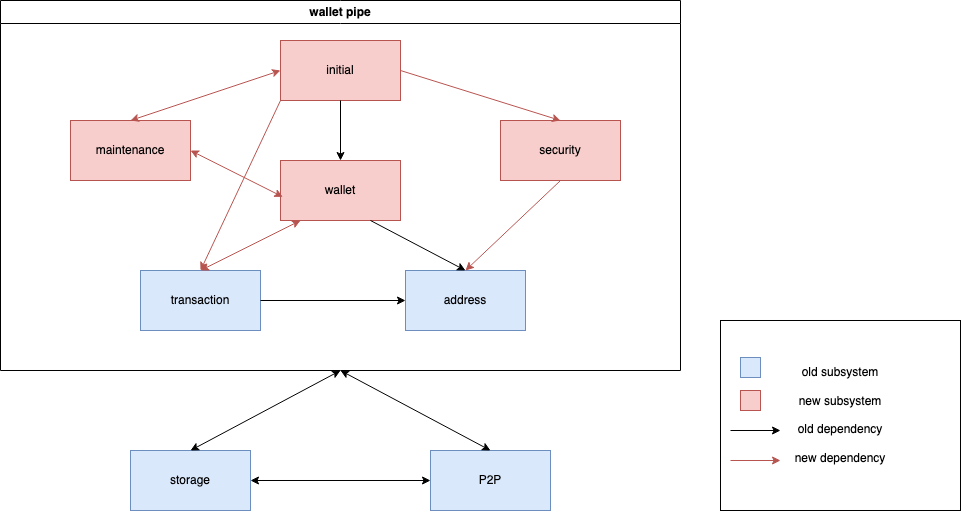 wallet pipe
initial
maintenance
security
wallet
transaction
address
storage
P2P
old subsystem
new subsystem
old dependency
new dependency